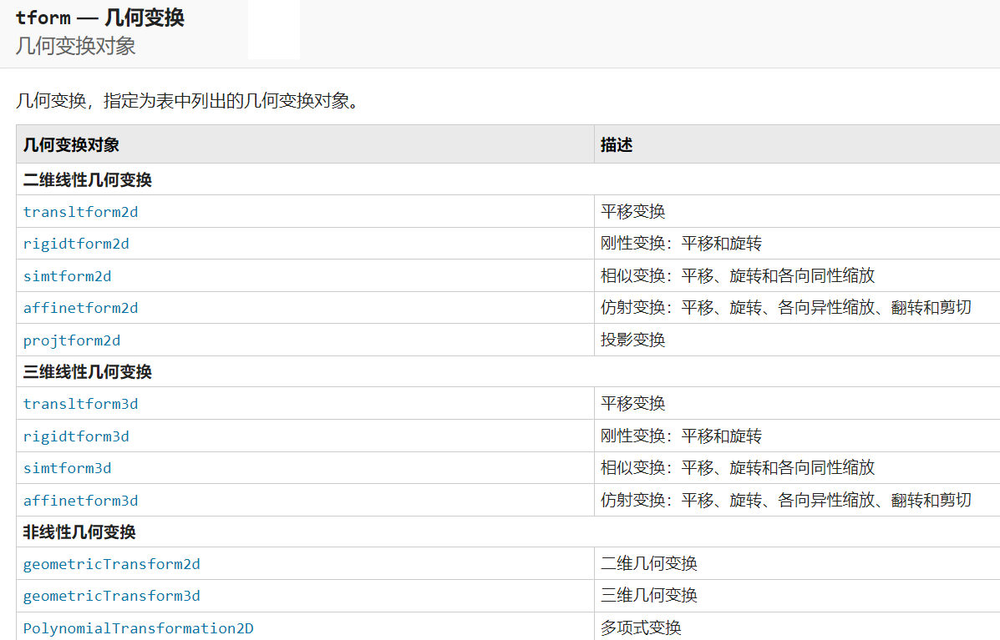 tform — 几何变换
几何变换对象
几何变换，指定为表中列出的几何变换对象。
几何变换对象 描述
二维线性几何变换
transltform2d 平移变换
rigidtform2d 刚性变换：平移和旋转
simtform2d 相似变换：平移、旋转和各向同性缩放
affinetform2d 仿射变换：平移、旋转、各向异性缩放、翻转和剪切
projtform2d 投影变换
三维线性几何变换
transltform3d 平移变换
rigidtform3d 刚性变换：平移和旋转
simtform3d 相似变换：平移、旋转和各向同性缩放
affinetform3d 仿射变换：平移、旋转、各向异性缩放、翻转和剪切
非线性几何变换
geometricTransform2d 二维几何变换
geometricTransform3d 三维几何变换
PolynomialTransformation2D 多项式变换